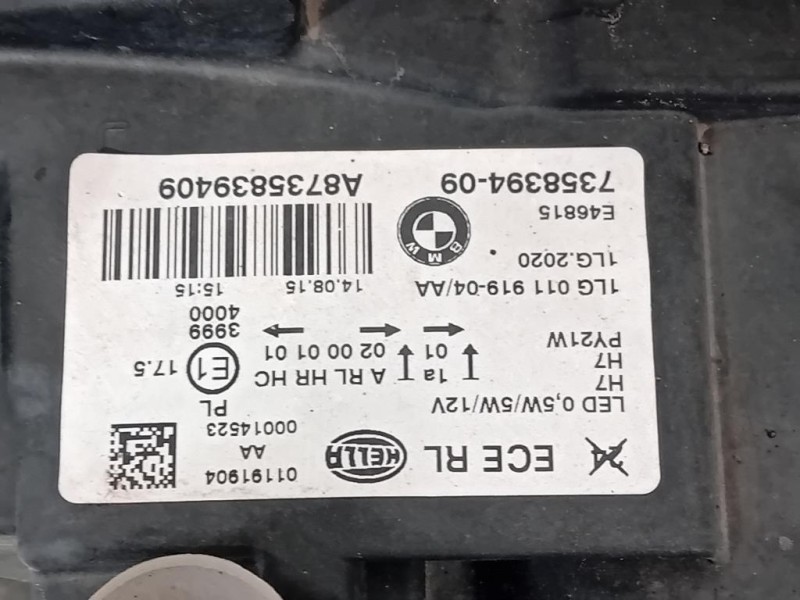 24 ECE RL HELLA 01191904
AA
00014523
LED 0,5W/5W/12V
PL
H7
H7
PY21W
1a A RL HR HC
01 02 00 01 01
E1 17.5
3999
4000
1LG 011 919-04/AA
14.08.15 15:15
1LG.2020
BMW
E46815
7358394-09
A8735839409